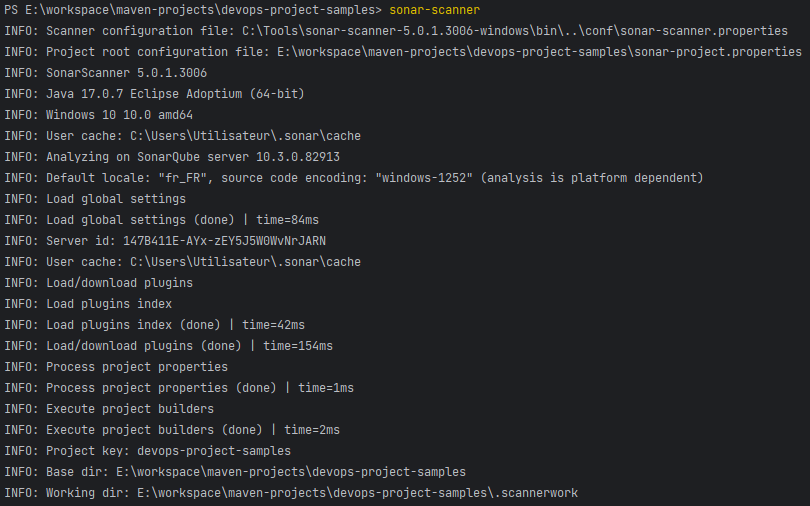 PS E:\workspace\maven-projects\devops-project-samples> sonar-scanner
INFO: Scanner configuration file: C:\Tools\sonar-scanner-5.0.1.3006-windows\bin\..\conf\sonar-scanner.properties
INFO: Project root configuration file: E:\workspace\maven-projects\devops-project-samples\sonar-project.properties
INFO: SonarScanner 5.0.1.3006
INFO: Java 17.0.7 Eclipse Adoptium (64-bit)
INFO: Windows 10 10.0 amd64
INFO: User cache: C:\Users\Utilisateur\.sonar\cache
INFO: Analyzing on SonarQube server 10.3.0.82913
INFO: Default locale: "fr_FR", source code encoding: "windows-1252" (analysis is platform dependent)
INFO: Load global settings
INFO: Load global settings (done) | time=84ms
INFO: Server id: 147B411E-AYx-zEY5J5W0WvNrJARN
INFO: User cache: C:\Users\Utilisateur\.sonar\cache
INFO: Load/download plugins
INFO: Load plugins index
INFO: Load plugins index (done) | time=42ms
INFO: Load/download plugins (done) | time=154ms
INFO: Process project properties
INFO: Process project properties (done) | time=1ms
INFO: Execute project builders
INFO: Execute project builders (done) | time=2ms
INFO: Project key: devops-project-samples
INFO: Base dir: E:\workspace\maven-projects\devops-project-samples
INFO: Working dir: E:\workspace\maven-projects\devops-project-samples\.scannerwork